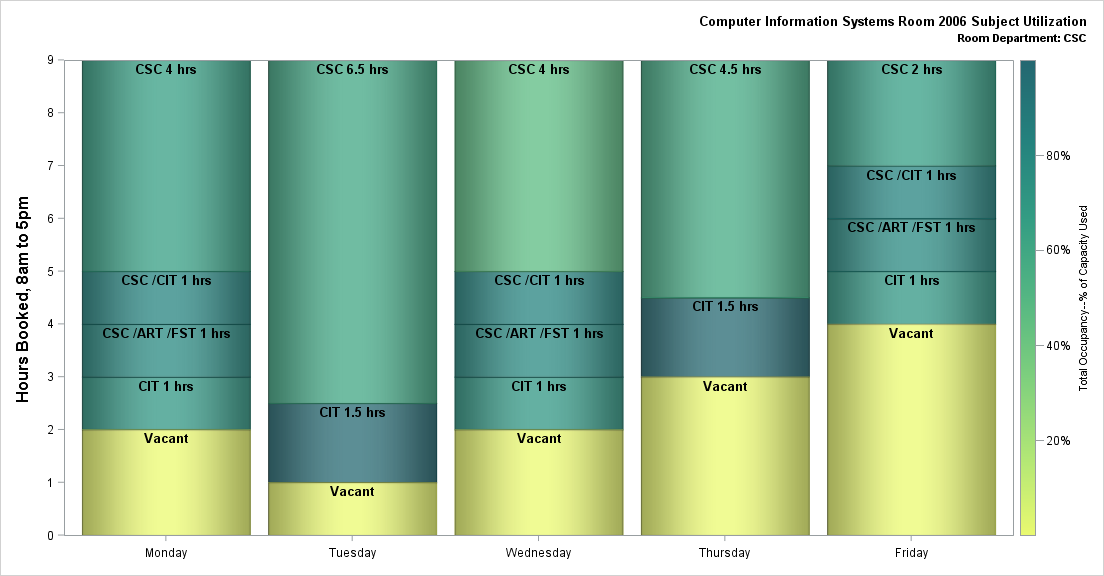 Computer Information Systems Room 2006 Subject Utilization
Room Department: CSC
Hours Booked, 8am to 5pm
9
8
7
6
5
4
3
2
1
0
CSC 4 hrs
CSC /CIT 1 hrs
CSC /ART /FST 1 hrs
CIT 1 hrs
Vacant
CSC 6.5 hrs
CIT 1.5 hrs
Vacant
CSC 4 hrs
CSC /CIT 1 hrs
CSC /ART /FST 1 hrs
CIT 1 hrs
Vacant
CSC 4.5 hrs
CIT 1.5 hrs
Vacant
CSC 2 hrs
CSC /CIT 1 hrs
CSC /ART /FST 1 hrs
CIT 1 hrs
Vacant
Monday
Tuesday
Wednesday
Thursday
Friday
80%
60%
40%
20%
Total Occupancy--% of Capacity Used